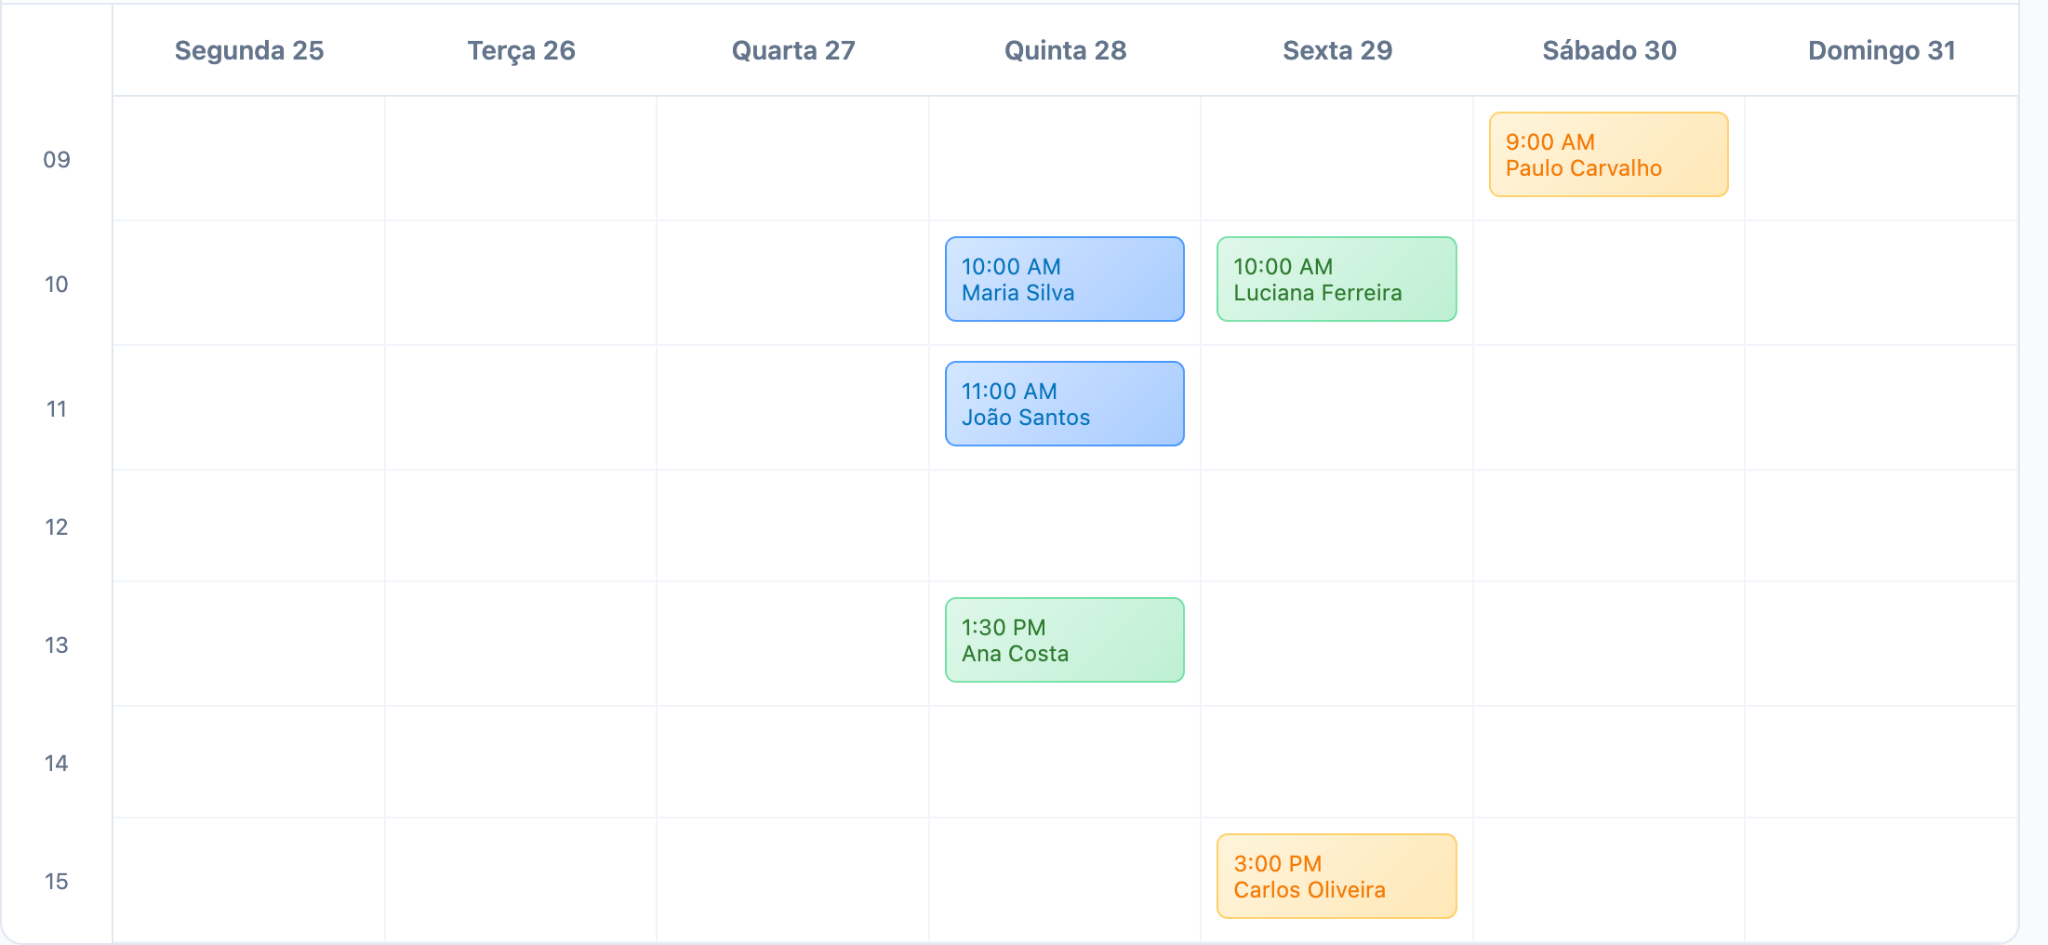 Segunda 25
Terça 26
Quarta 27
Quinta 28
Sexta 29
Sábado 30
Domingo 31
09
9:00 AM
Paulo Carvalho
10
10:00 AM
Maria Silva
10:00 AM
Luciana Ferreira
11
11:00 AM
João Santos
12
13
1:30 PM
Ana Costa
14
15
3:00 PM
Carlos Oliveira